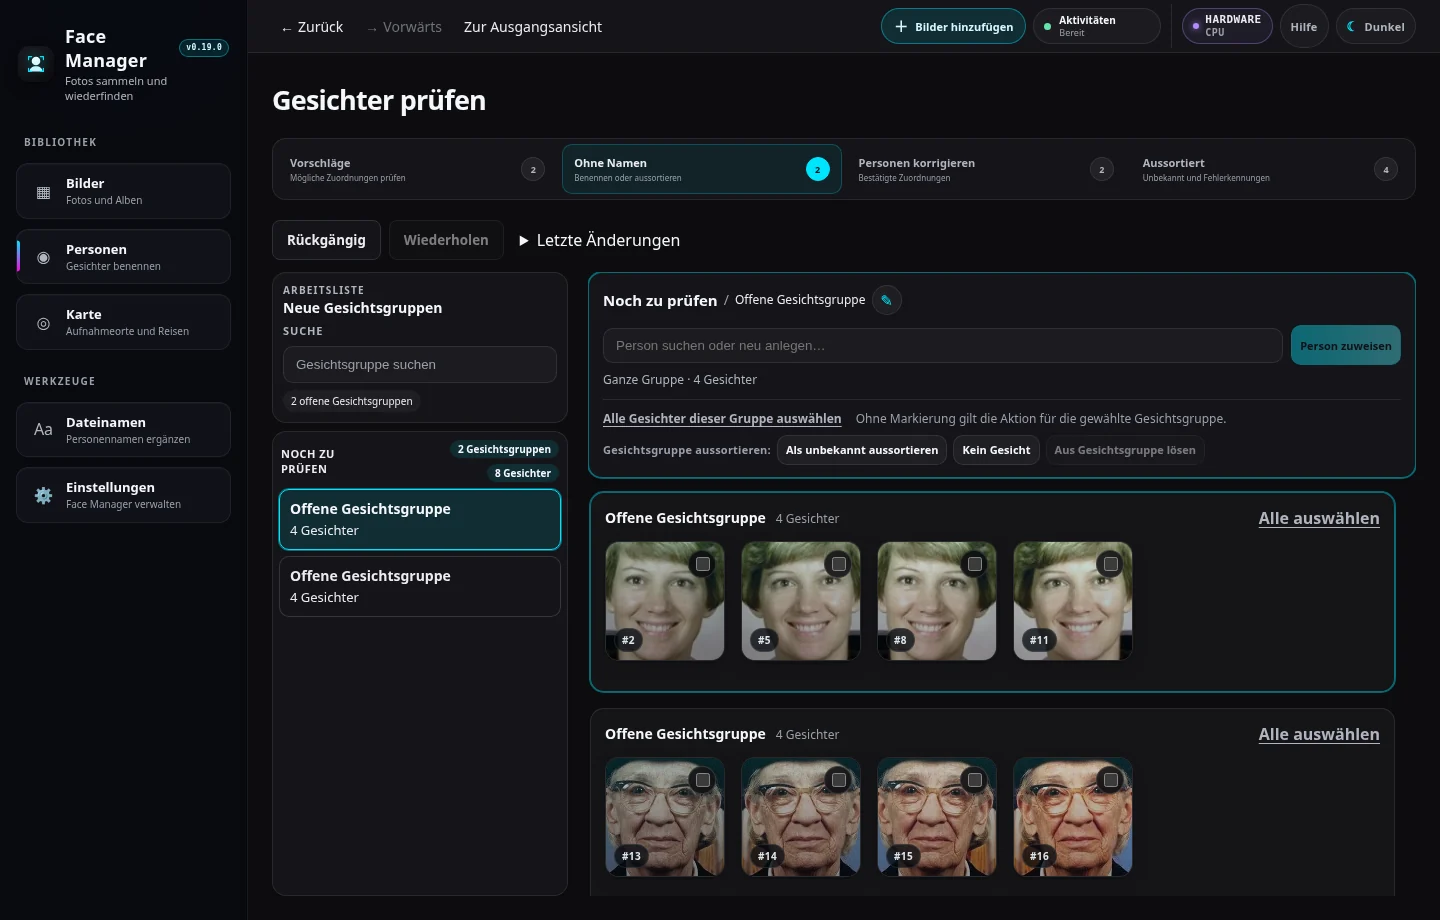 Face
Manager
v0.19.0
Fotos sammeln und
wiederfinden
BIBLIOTHEK
Bilder
Fotos und Alben
Personen
Gesichter benennen
Karte
Aufnahmeorte und Reisen
WERKZEUGE
Aa
Dateinamen
Personennamen ergänzen
Einstellungen
Face Manager verwalten
← Zurück
→ Vorwärts
Zur Ausgangsansicht
+ Bilder hinzufügen
Aktivitäten
Bereit
HARDWARE
CPU
Hilfe
Dunkel
Gesichter prüfen
Vorschläge
Mögliche Zuordnungen prüfen
2
Ohne Namen
Benennen oder aussortieren
2
Personen korrigieren
Bestätigte Zuordnungen
2
Aussortiert
Unbekannt und Fehlerkennungen
4
Rückgängig
Wiederholen
▶ Letzte Änderungen
ARBEITSLISTE
Neue Gesichtsgruppen
SUCHE
Gesichtsgruppe suchen
2 offene Gesichtsgruppen
NOCH ZU
PRÜFEN
2 Gesichtsgruppen
8 Gesichter
Offene Gesichtsgruppe
4 Gesichter
Offene Gesichtsgruppe
4 Gesichter
Noch zu prüfen / Offene Gesichtsgruppe
Person suchen oder neu anlegen…
Person zuweisen
Ganze Gruppe · 4 Gesichter
Alle Gesichter dieser Gruppe auswählen
Ohne Markierung gilt die Aktion für die gewählte Gesichtsgruppe.
Gesichtsgruppe aussortieren:
Als unbekannt aussortieren
Kein Gesicht
Aus Gesichtsgruppe lösen
Offene Gesichtsgruppe 4 Gesichter
Alle auswählen
#2
#5
#8
#11
Offene Gesichtsgruppe 4 Gesichter
Alle auswählen
#13
#14
#15
#16